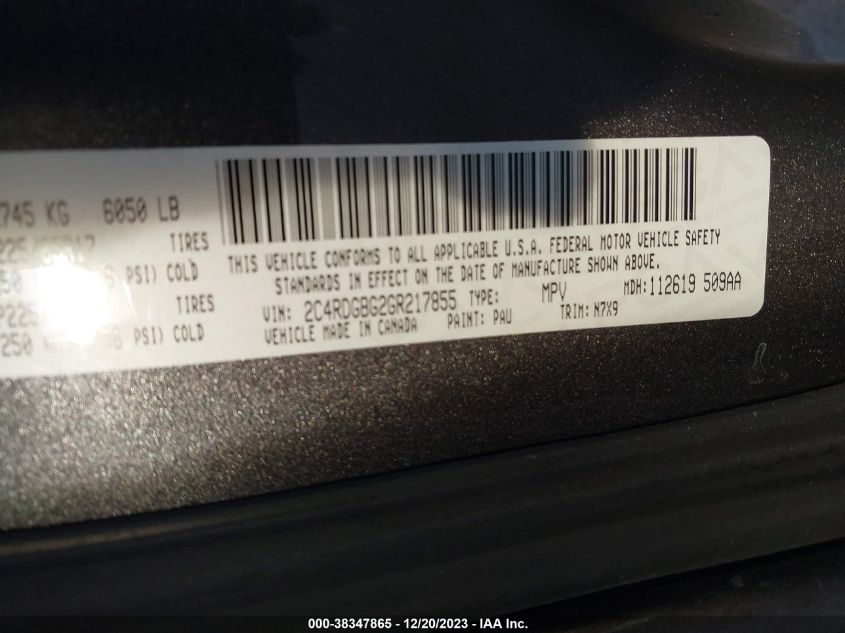 745 KG 6050 LB
TIRES
PSI) COLD
P225
TIRES
250
PSI) COLD
THIS VEHICLE CONFORMS TO ALL APPLICABLE U.S.A. FEDERAL MOTOR VEHICLE SAFETY
STANDARDS IN EFFECT ON THE DATE OF MANUFACTURE SHOWN ABOVE.
VIN: 2C4RDGBG2GR217855 TYPE: MPV MDH: 112619 509AA
VEHICLE MADE IN CANADA PAINT: PAU TRIM: N7X9
000-38347865 / 12/20/2023 - IAA Inc.